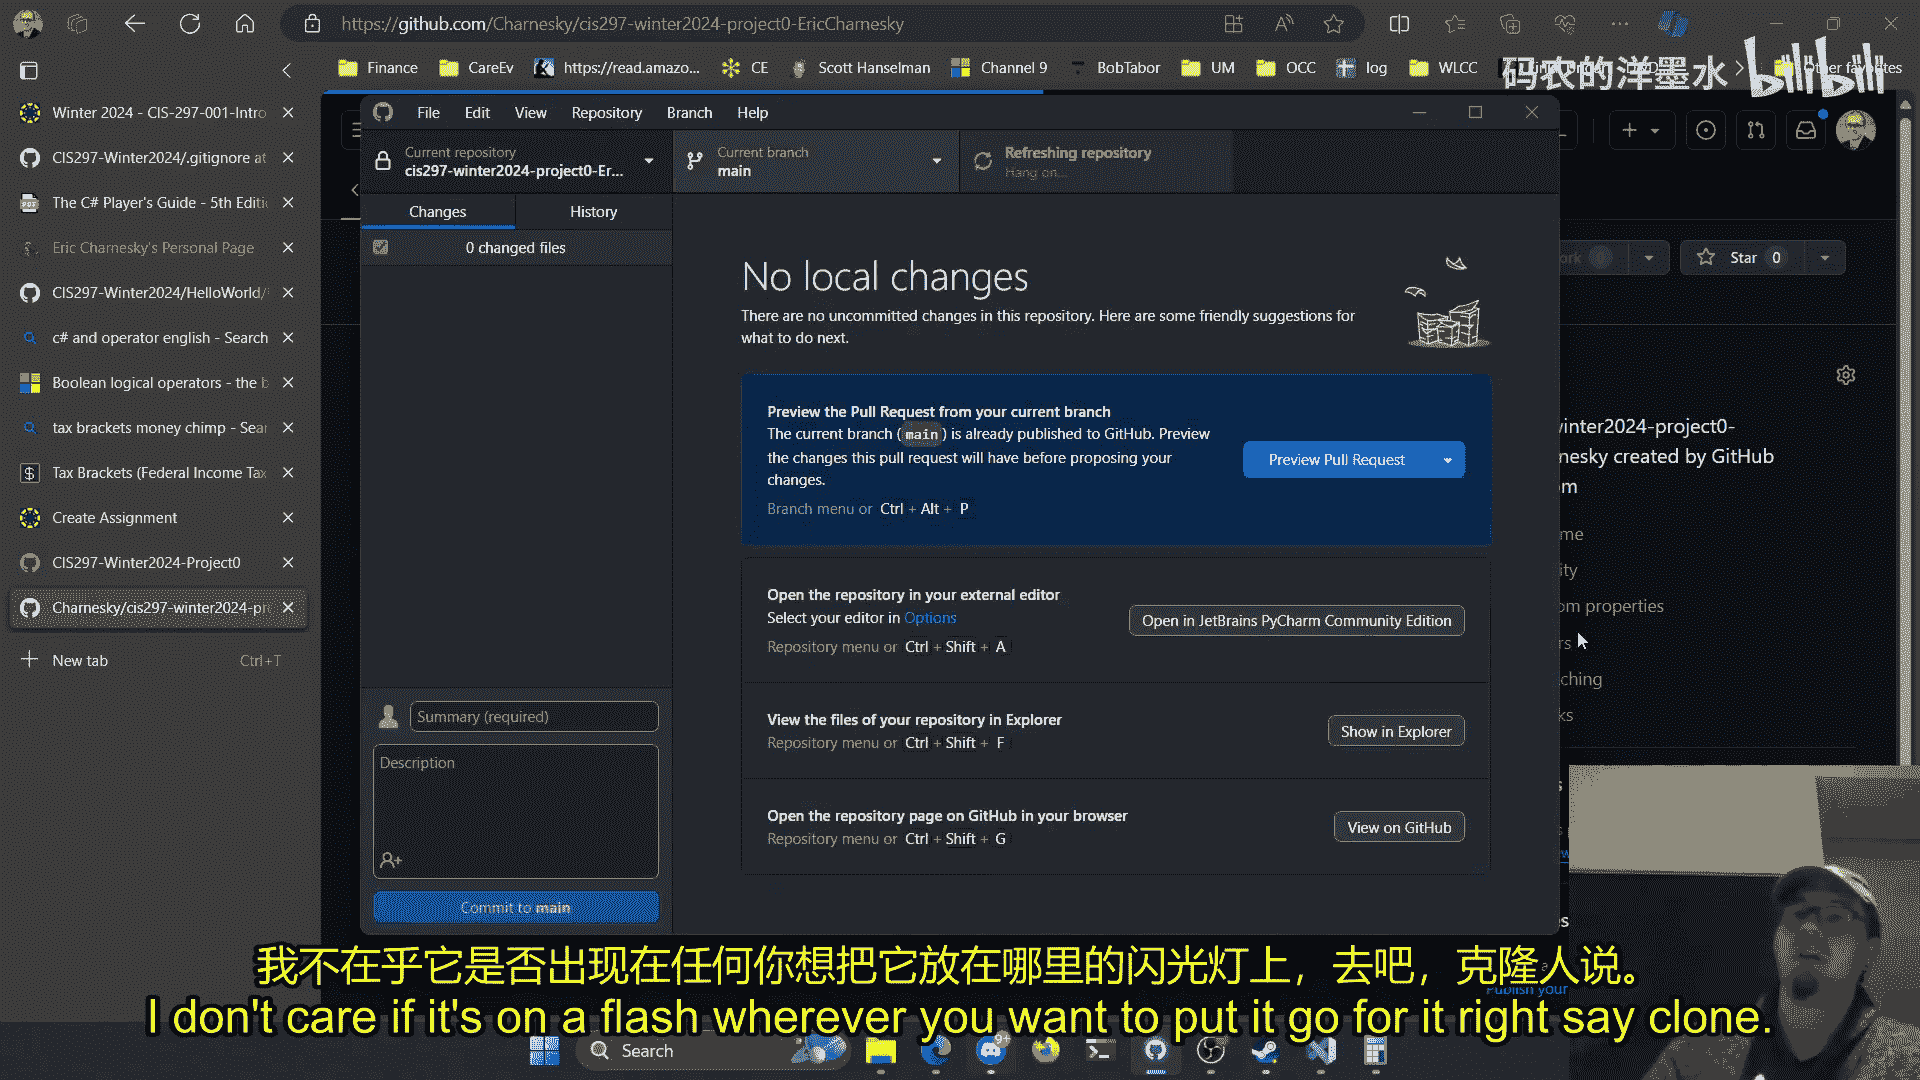 https://github.com/Charnesky/cis297-winter2024-project0-EricCharnesky
Finance
CareEv
https://read.amazo...
CE
Scott Hanselman
Channel 9
BobTabor
UM
OCC
log
WLCC
Other favorites
码农的洋墨水
bilibili
Winter 2024 - CIS-297-001-Intro
CIS297-Winter2024/.gitignore at
The C# Player's Guide - 5th Editi
Eric Charnesky's Personal Page
CIS297-Winter2024/HelloWorld/
c# and operator english - Search
Boolean logical operators - the b
tax brackets money chimp - Sear
Tax Brackets (Federal Income Tax
Create Assignment
CIS297-Winter2024-Project0
Charnesky/cis297-winter2024-pr
New tab
Ctrl+T
File
Edit
View
Repository
Branch
Help
Current repository
cis297-winter2024-project0-Er...
Current branch
main
Refreshing repository
Hang on...
Changes
History
0 changed files
No local changes
There are no uncommitted changes in this repository. Here are some friendly suggestions for
what to do next.
Preview the Pull Request from your current branch
The current branch (main) is already published to GitHub. Preview
the changes this pull request will have before proposing your
changes.
Branch menu or Ctrl + Alt + P
Preview Pull Request
Open the repository in your external editor
Select your editor in Options
Repository menu or Ctrl + Shift + A
Open in JetBrains PyCharm Community Edition
View the files of your repository in Explorer
Repository menu or Ctrl + Shift + F
Show in Explorer
Open the repository page on GitHub in your browser
Repository menu or Ctrl + Shift + G
View on GitHub
Summary (required)
Description
Commit to main
ork 0
Star 0
winter2024-project0-
nesky created by GitHub
om
me
ity
om properties
rs
ching
ks
Publish your
我不在乎它是否出现在任何你想把它放在哪里的闪光灯上，去吧，克隆人说。
I don't care if it's on a flash wherever you want to put it go for it right say clone.
Search
9+